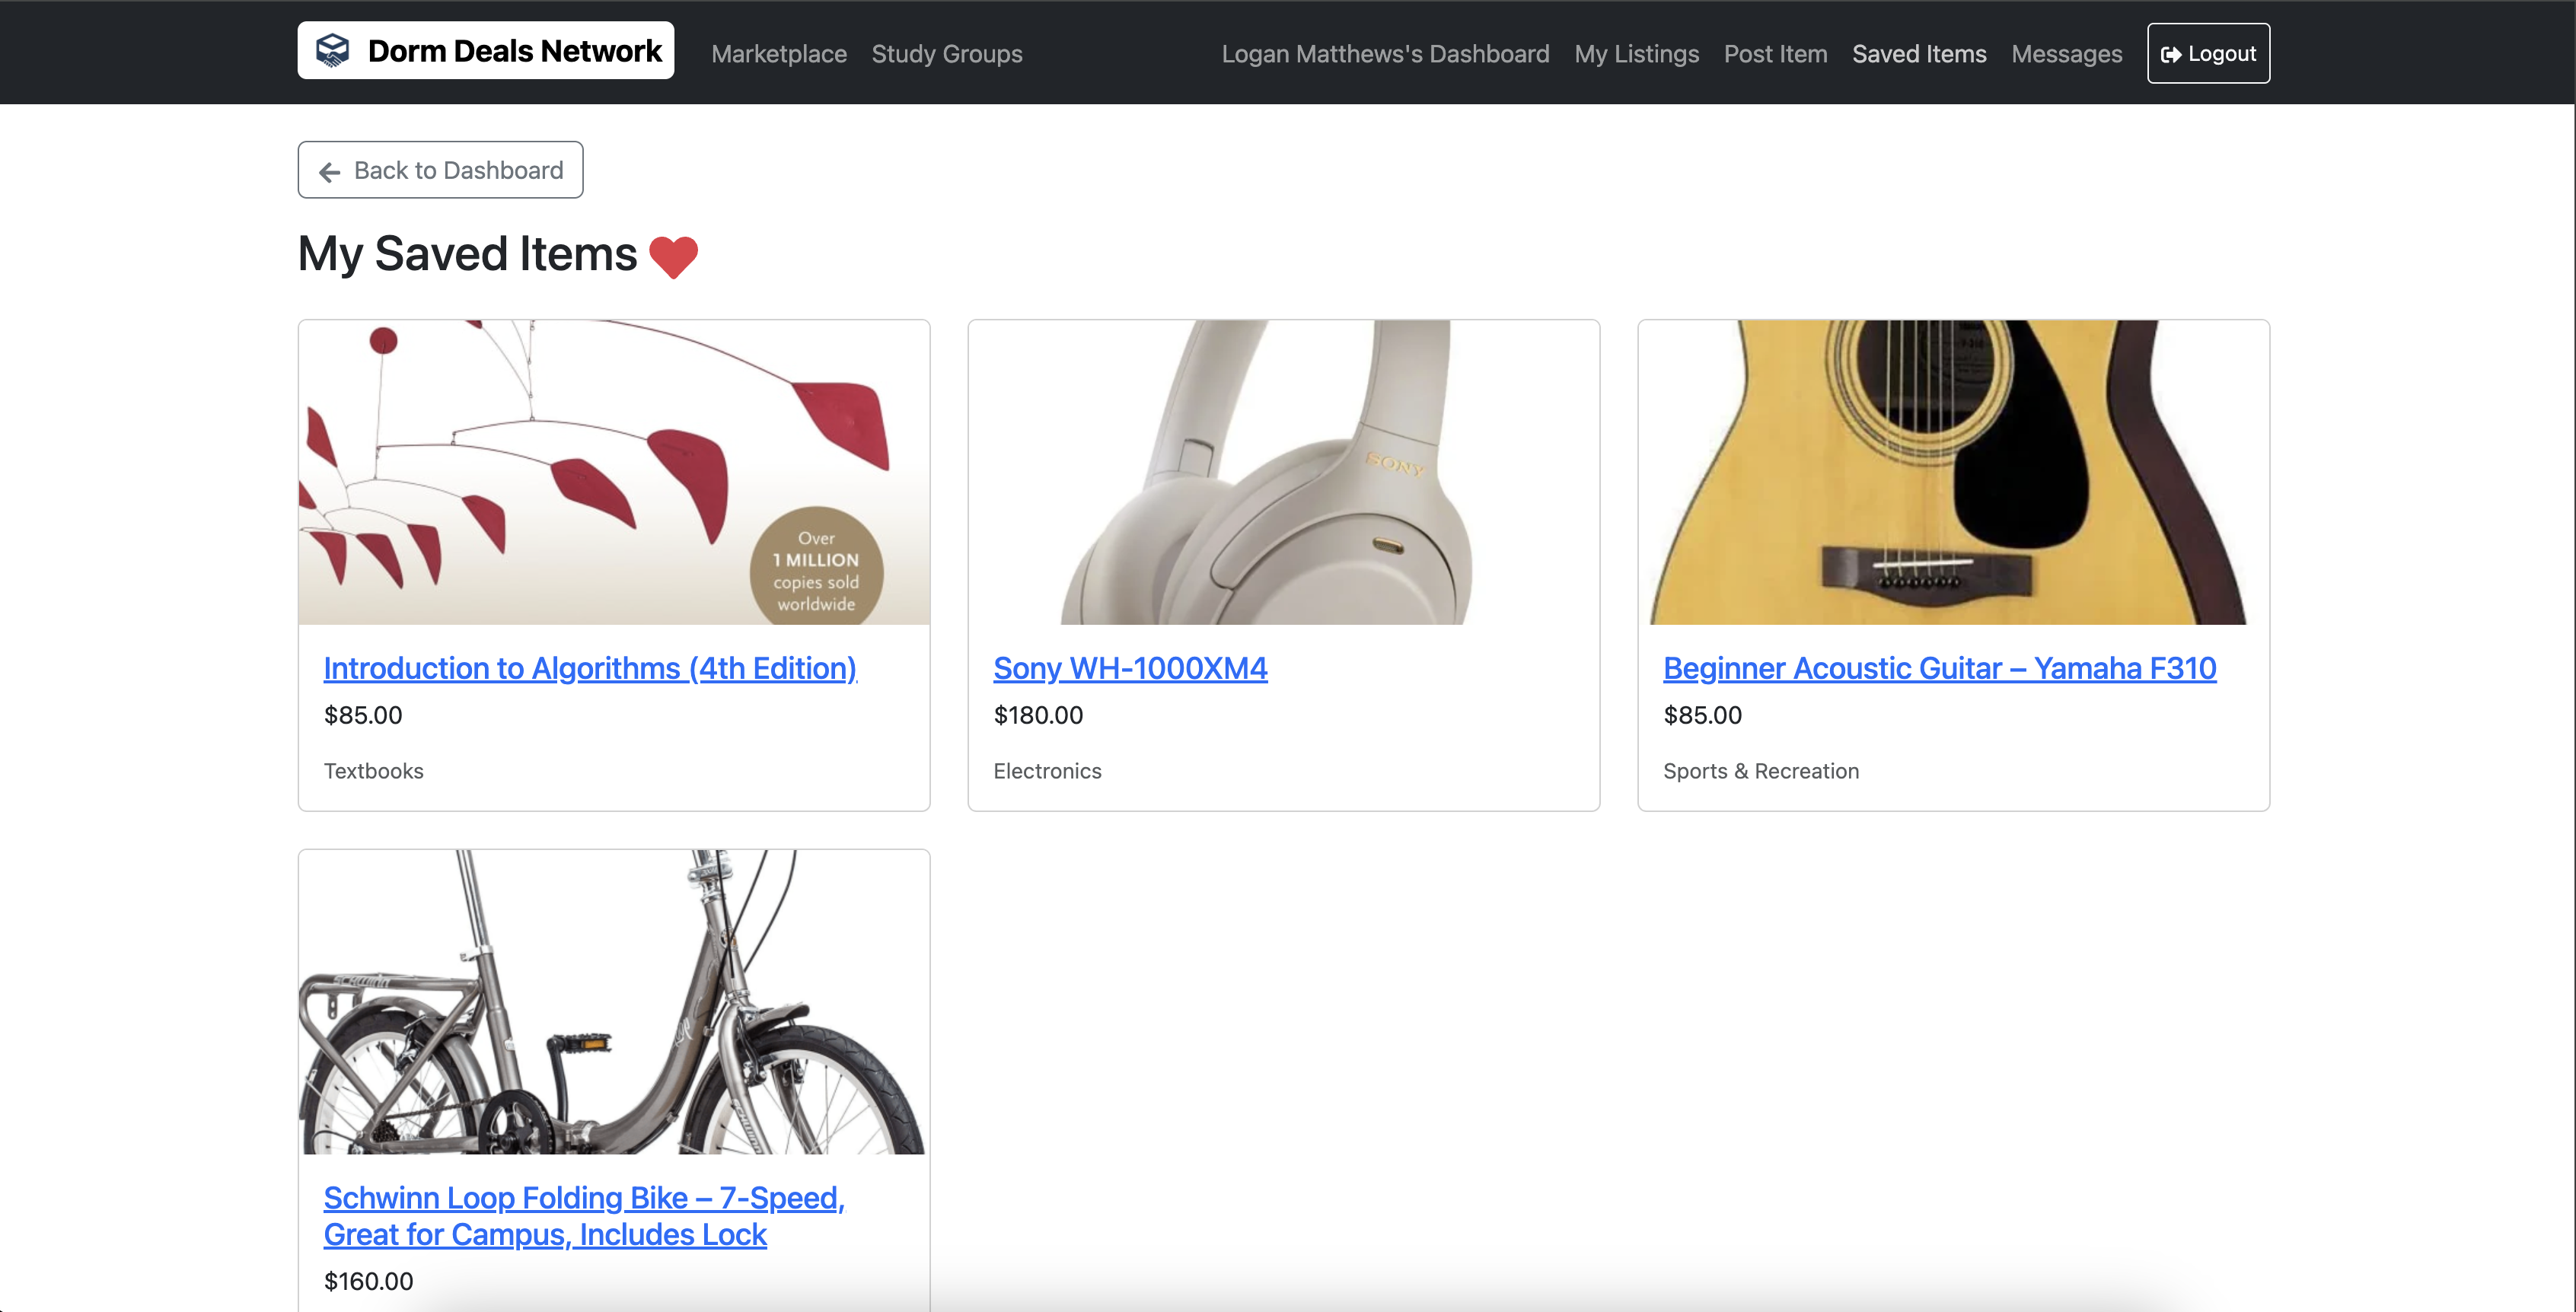 Dorm Deals Network
Marketplace
Study Groups
Logan Matthews's Dashboard
My Listings
Post Item
Saved Items
Messages
Logout
Back to Dashboard
My Saved Items
Over
1 MILLION
copies sold
worldwide
Introduction to Algorithms (4th Edition)
$85.00
Textbooks
SONY
Sony WH-1000XM4
$180.00
Electronics
Beginner Acoustic Guitar – Yamaha F310
$85.00
Sports & Recreation
SCHWINN
Schwinn Loop Folding Bike – 7-Speed,
Great for Campus, Includes Lock
$160.00